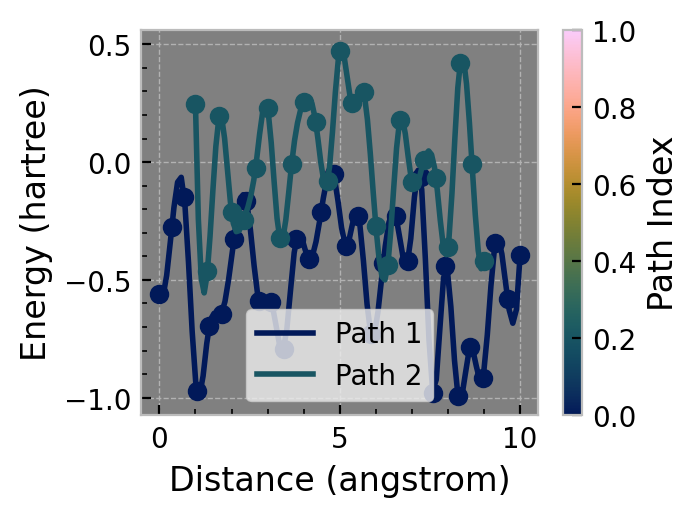 0.5
0.0
−0.5
−1.0
Energy (hartree)
0
5
10
Distance (angstrom)
Path 1
Path 2
1.0
0.8
0.6
0.4
0.2
0.0
Path Index